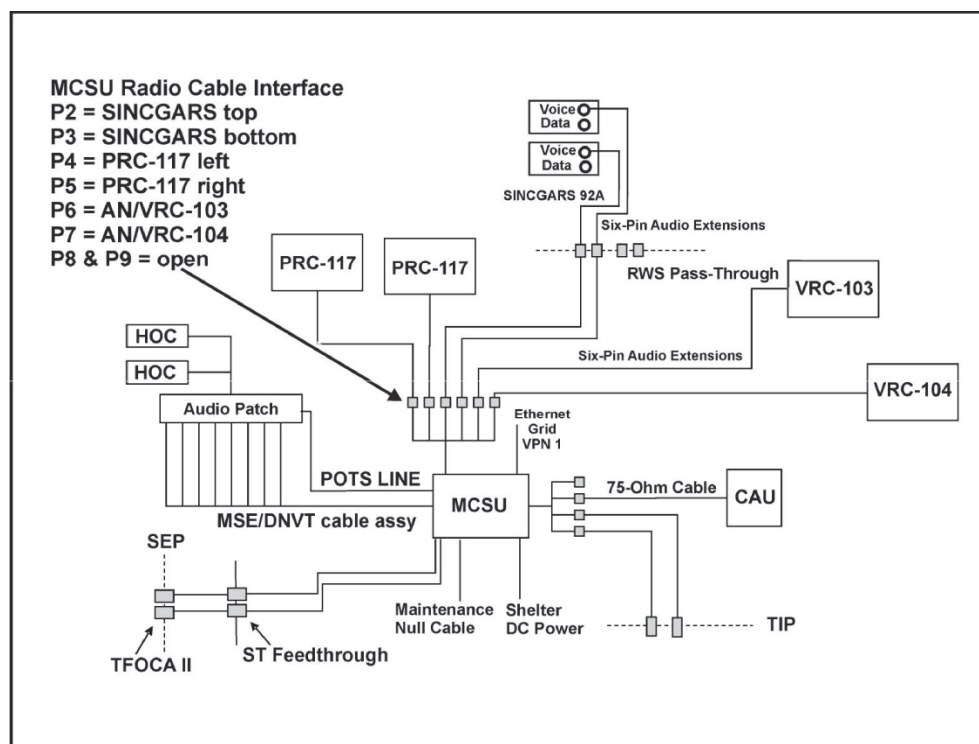 MCSU Radio Cable Interface
P2 = SINCGARS top
P3 = SINCGARS bottom
P4 = PRC-117 left
P5 = PRC-117 right
P6 = AN/VRC-103
P7 = AN/VRC-104
P8 & P9 = open
Voice
Data
Voice
Data
SINCGARS 92A
Six-Pin Audio Extensions
RWS Pass-Through
PRC-117
PRC-117
VRC-103
HOC
HOC
Six-Pin Audio Extensions
VRC-104
Audio Patch
Ethernet
Grid
VPN 1
POTS LINE
MCSU
75-Ohm Cable
CAU
MSE/DNVT cable assy
SEP
Maintenance
Null Cable
Shelter
DC Power
TIP
ST Feedthrough
TFOCA II